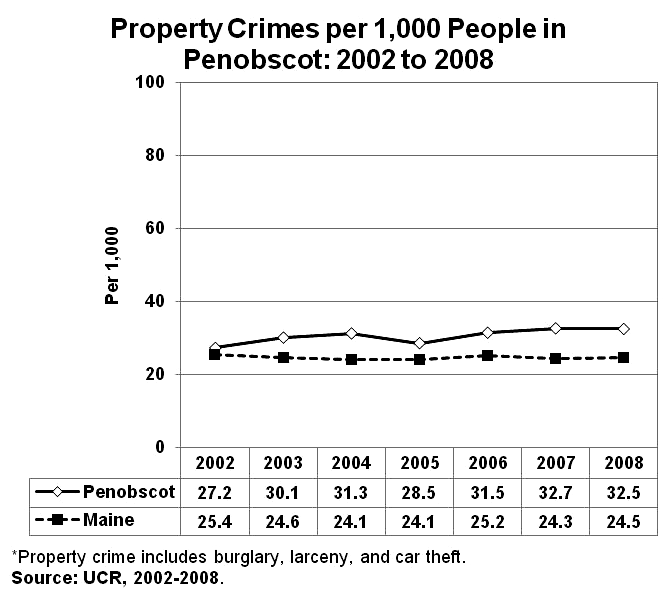 Property Crimes per 1,000 People in
Penobscot: 2002 to 2008
100
80
60
40
20
0
Per 1,000
2002 2003 2004 2005 2006 2007 2008
Penobscot 27.2 30.1 31.3 28.5 31.5 32.7 32.5
Maine 25.4 24.6 24.1 24.1 25.2 24.3 24.5
*Property crime includes burglary, larceny, and car theft.
Source: UCR, 2002-2008.